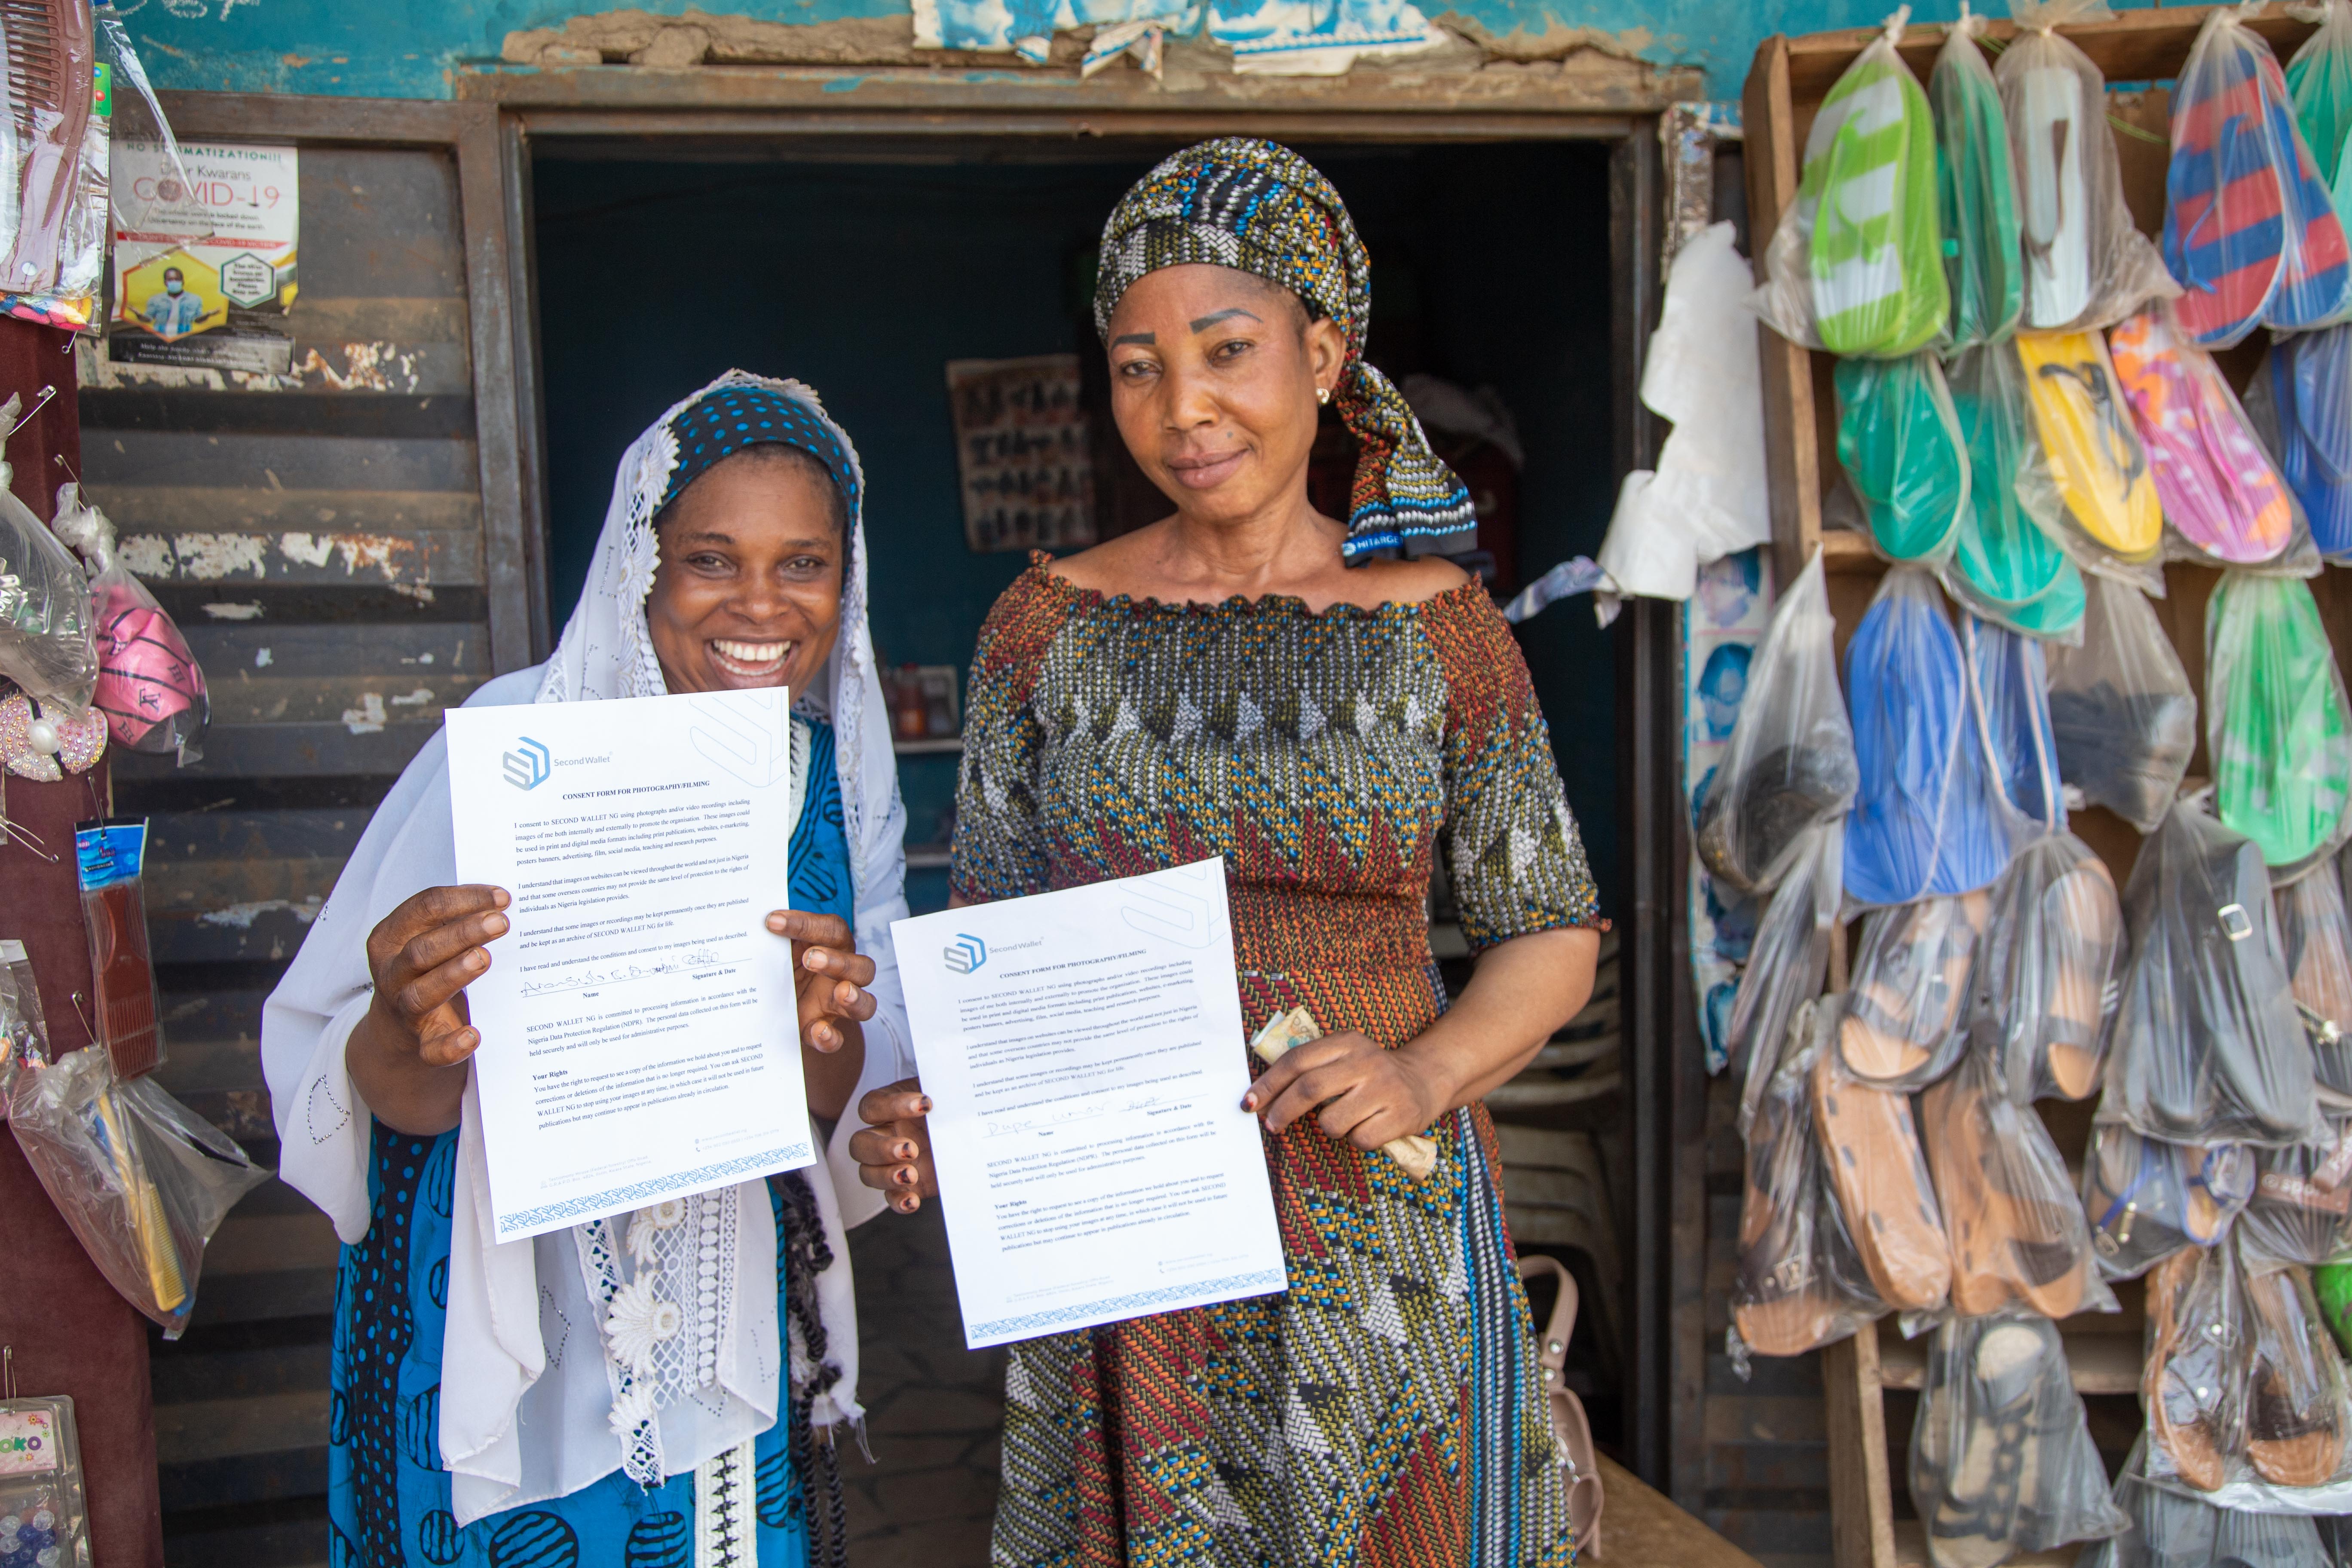 NO STIGMATIZATION!!!
Dear Kwarans
COVID-19
HITARGET
SecondWallet
CONSENT FORM FOR PHOTOGRAPHY/FILMING
I consent to SECOND WALLET NG using photographs and/or video recordings including
images of me both internally and externally to promote the organisation. These images could
be used in print and digital media formats including print publications, websites, e-marketing,
posters banners, advertising, film, social media, teaching and research purposes.
I understand that images on websites can be viewed throughout the world and not just in Nigeria
and that some overseas countries may not provide the same level of protection to the rights of
individuals as Nigeria legislation provides.
I understand that some images or recordings may be kept permanently once they are published
and be kept as an archive of SECOND WALLET NG for life.
I have read and understand the conditions and consent to my images being used as described.
Name
Signature & Date
SECOND WALLET NG is committed to processing information in accordance with the
Nigeria Data Protection Regulation (NDPR). The personal data collected on this form will be
held securely and will only be used for administrative purposes.
Your Rights
You have the right to request to see a copy of the information we hold about you and to request
corrections or deletions of the information that is no longer required. You can ask SECOND
WALLET NG to stop using your images at any time, in which case it will not be used in future
publications but may continue to appear in publications already in circulation.
SecondWallet
CONSENT FORM FOR PHOTOGRAPHY/FILMING
I consent to SECOND WALLET NG using photographs and/or video recordings including
images of me both internally and externally to promote the organisation. These images could
be used in print and digital media formats including print publications, websites, e-marketing,
posters banners, advertising, film, social media, teaching and research purposes.
I understand that images on websites can be viewed throughout the world and not just in Nigeria
and that some overseas countries may not provide the same level of protection to the rights of
individuals as Nigeria legislation provides.
I understand that some images or recordings may be kept permanently once they are published
and be kept as an archive of SECOND WALLET NG for life.
I have read and understand the conditions and consent to my images being used as described.
Dupe
Name
Signature & Date
SECOND WALLET NG is committed to processing information in accordance with the
Nigeria Data Protection Regulation (NDPR). The personal data collected on this form will be
held securely and will only be used for administrative purposes.
Your Rights
You have the right to request to see a copy of the information we hold about you and to request
corrections or deletions of the information that is no longer required. You can ask SECOND
WALLET NG to stop using your images at any time, in which case it will not be used in future
publications but may continue to appear in publications already in circulation.